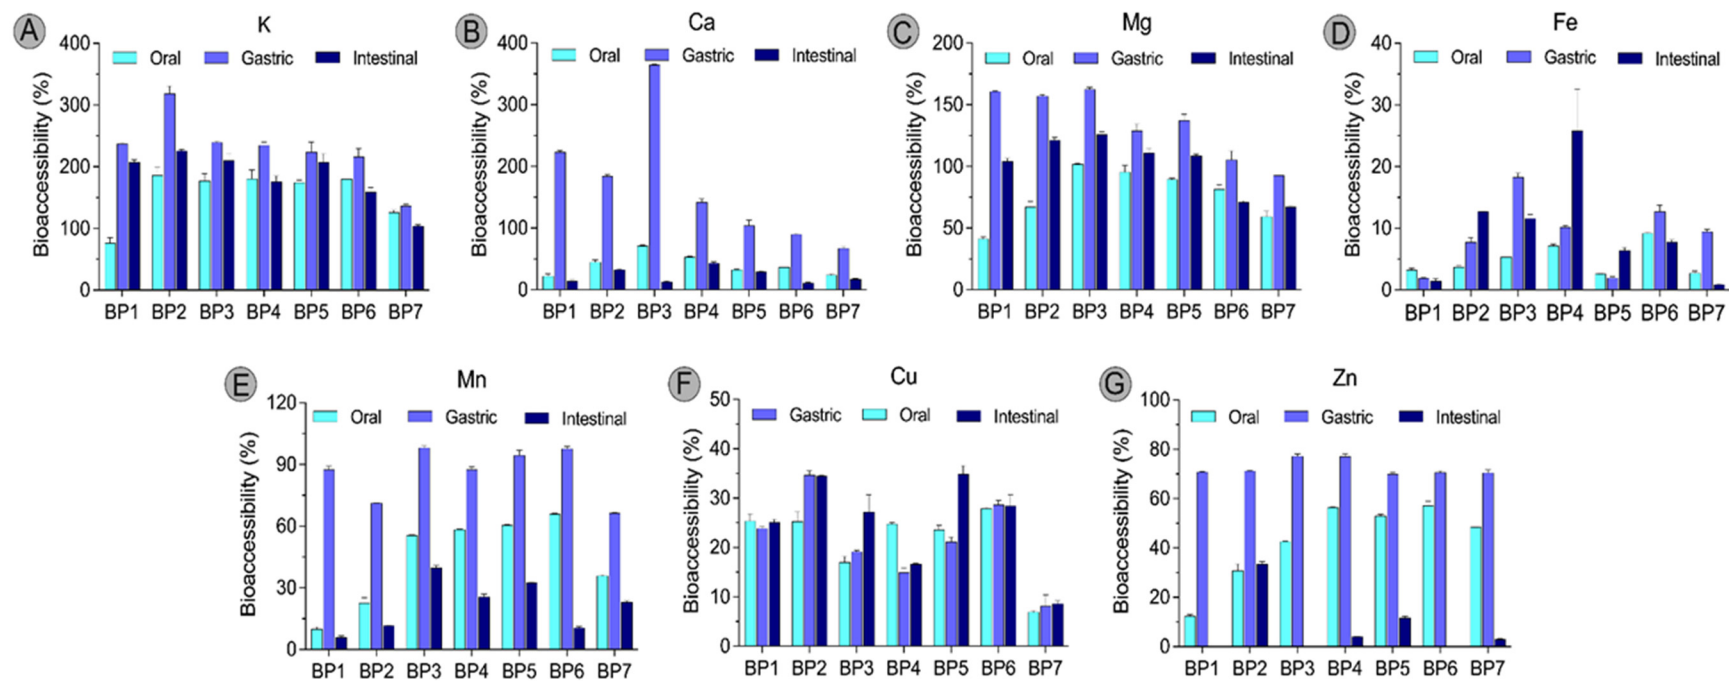 A
K
Oral Gastric Intestinal
Bioaccessibility (%)
400
300
200
100
0
BP1 BP2 BP3 BP4 BP5 BP6 BP7
B
Ca
Oral Gastric Intestinal
Bioaccessibility (%)
400
300
200
100
0
BP1 BP2 BP3 BP4 BP5 BP6 BP7
C
Mg
Oral Gastric Intestinal
Bioaccessibility (%)
200
150
100
50
0
BP1 BP2 BP3 BP4 BP5 BP6 BP7
D
Fe
Oral Gastric Intestinal
Bioaccessibility (%)
40
30
20
10
0
BP1 BP2 BP3 BP4 BP5 BP6 BP7
E
Mn
Oral Gastric Intestinal
Bioaccessibility (%)
120
90
60
30
0
BP1 BP2 BP3 BP4 BP5 BP6 BP7
F
Cu
Gastric Oral Intestinal
Bioaccessibility (%)
50
40
30
20
10
0
BP1 BP2 BP3 BP4 BP5 BP6 BP7
G
Zn
Oral Gastric Intestinal
Bioaccessibility (%)
100
80
60
40
20
0
BP1 BP2 BP3 BP4 BP5 BP6 BP7